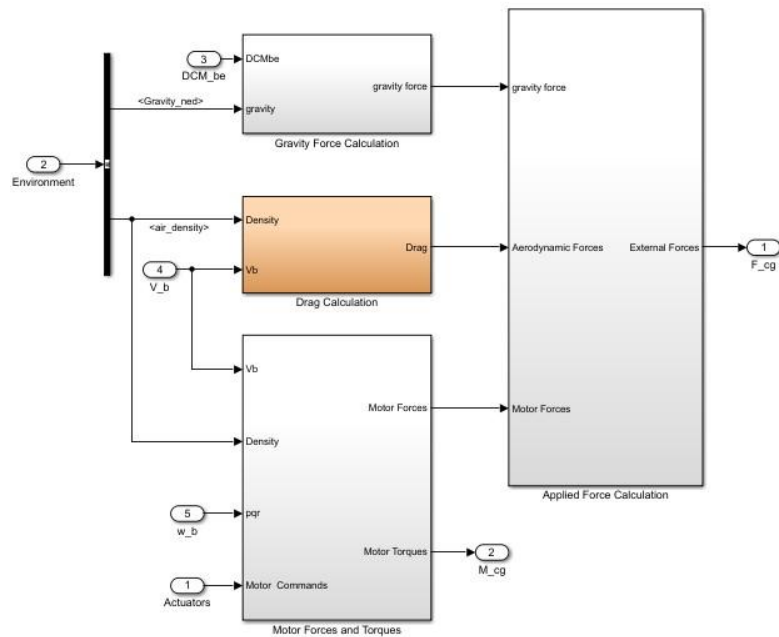 3
DCM_be
DCMbe
gravity force
gravity
Gravity Force Calculation
<Gravity_ned>
2
Environment
<air_density>
4
V_b
Density
Drag
Vb
Drag Calculation
gravity force
Aerodynamic Forces
External Forces
Motor Forces
Applied Force Calculation
1
F_cg
Vb
Motor Forces
Density
5
w_b
pqr
Motor Torques
2
M_cg
1
Actuators
Motor Commands
Motor Forces and Torques